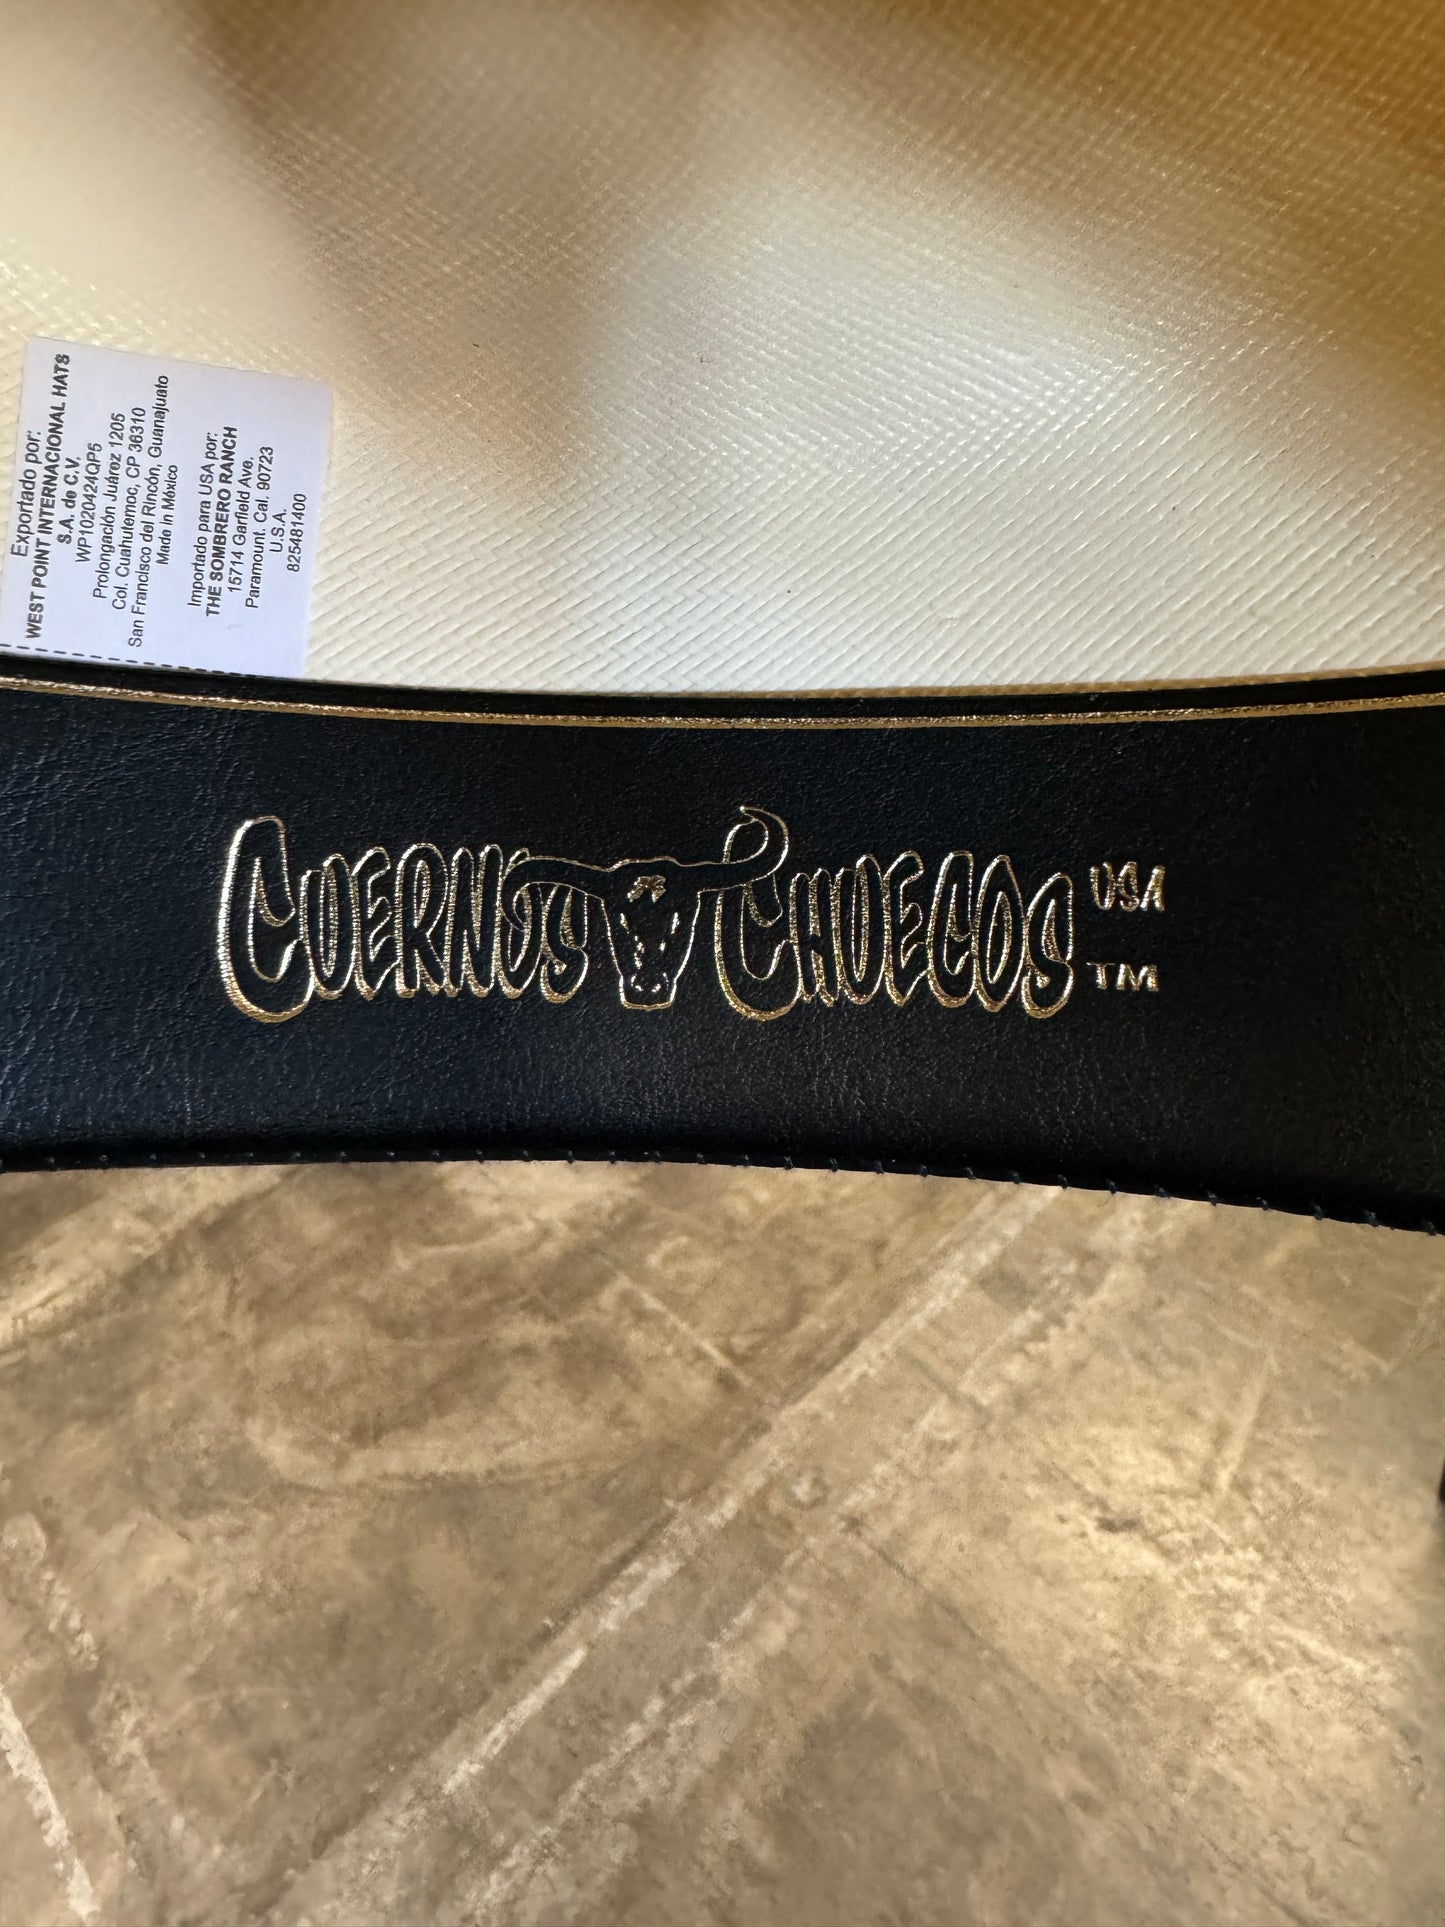 Exportado por:
WEST POINT INTERNACIONAL HATS
S.A. de C.V.
WP1020424QP5
Prolongación Juárez 1205
Col. Cuahutemoc, CP 36310
San Francisco del Rincón, Guanajuato
Made in México
Importado para USA por:
THE SOMBRERO RANCH
15714 Garfield Ave.
Paramount. Cal. 90723
U.S.A.
825481400
CUERNOS CHUECOS USA
TM